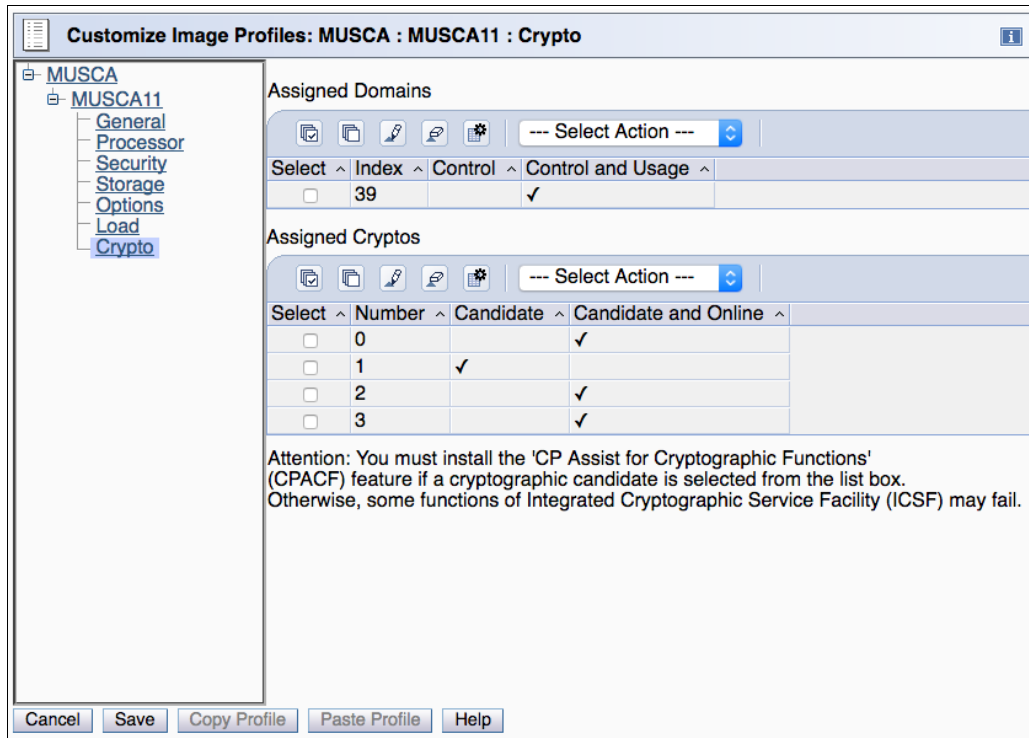 Customize Image Profiles: MUSCA : MUSCA11 : Crypto
i
MUSCA
MUSCA11
General
Processor
Security
Storage
Options
Load
Crypto
Assigned Domains
--- Select Action ---
Select ^ Index ^ Control ^ Control and Usage ^
39 ✓
Assigned Cryptos
--- Select Action ---
Select ^ Number ^ Candidate ^ Candidate and Online ^
0 ✓
1 ✓
2 ✓
3 ✓
Attention: You must install the 'CP Assist for Cryptographic Functions'
(CPACF) feature if a cryptographic candidate is selected from the list box.
Otherwise, some functions of Integrated Cryptographic Service Facility (ICSF) may fail.
Cancel Save Copy Profile Paste Profile Help